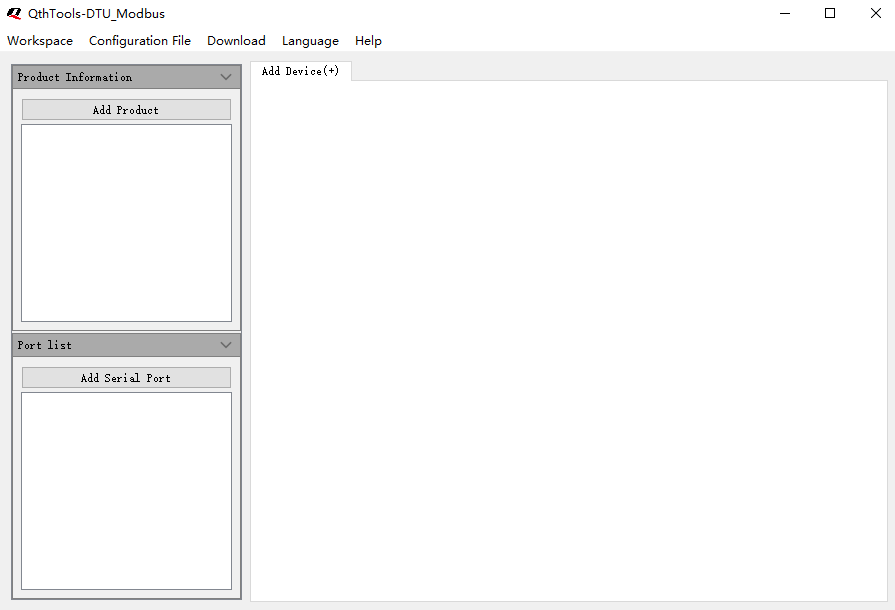 QthTools-DTU_Modbus
Workspace Configuration File Download Language Help
Product Information
Add Product
Port list
Add Serial Port
Add Device(+)